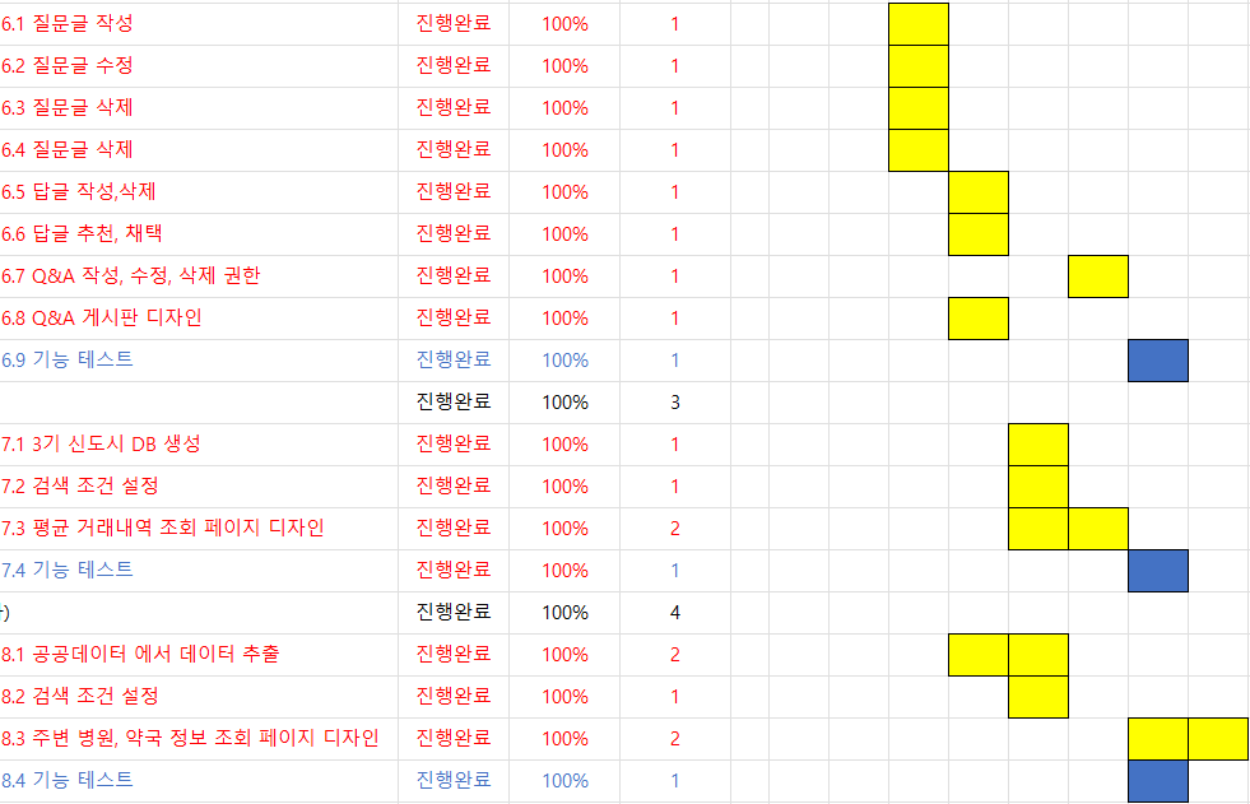 6.1 질문글 작성 진행완료 100% 1
6.2 질문글 수정 진행완료 100% 1
6.3 질문글 삭제 진행완료 100% 1
6.4 질문글 삭제 진행완료 100% 1
6.5 답글 작성,삭제 진행완료 100% 1
6.6 답글 추천, 채택 진행완료 100% 1
6.7 Q&A 작성, 수정, 삭제 권한 진행완료 100% 1
6.8 Q&A 게시판 디자인 진행완료 100% 1
6.9 기능 테스트 진행완료 100% 1
진행완료 100% 3
7.1 3기 신도시 DB 생성 진행완료 100% 1
7.2 검색 조건 설정 진행완료 100% 1
7.3 평균 거래내역 조회 페이지 디자인 진행완료 100% 2
7.4 기능 테스트 진행완료 100% 1
) 진행완료 100% 4
8.1 공공데이터 에서 데이터 추출 진행완료 100% 2
8.2 검색 조건 설정 진행완료 100% 1
8.3 주변 병원, 약국 정보 조회 페이지 디자인 진행완료 100% 2
8.4 기능 테스트 진행완료 100% 1